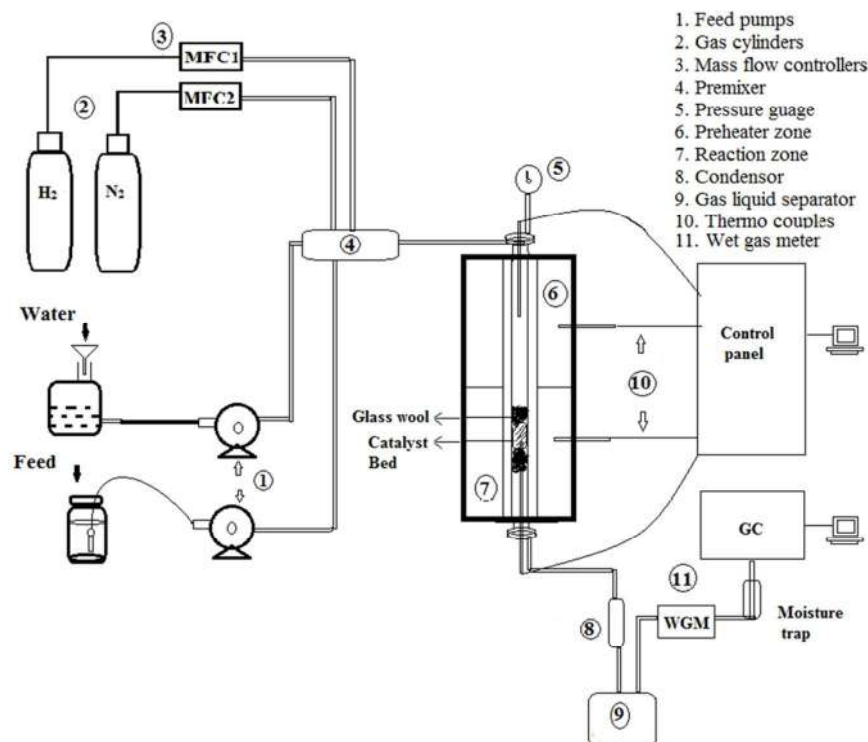 3
MFC1
2
MFC2
H2
N2
4
5
1. Feed pumps
2. Gas cylinders
3. Mass flow controllers
4. Premixer
5. Pressure guage
6. Preheater zone
7. Reaction zone
8. Condensor
9. Gas liquid separator
10. Thermo couples
11. Wet gas meter
6
Water
Control
panel
10
Glass wool
Catalyst
Bed
Feed
1
7
GC
11
8
WGM
Moisture
trap
9